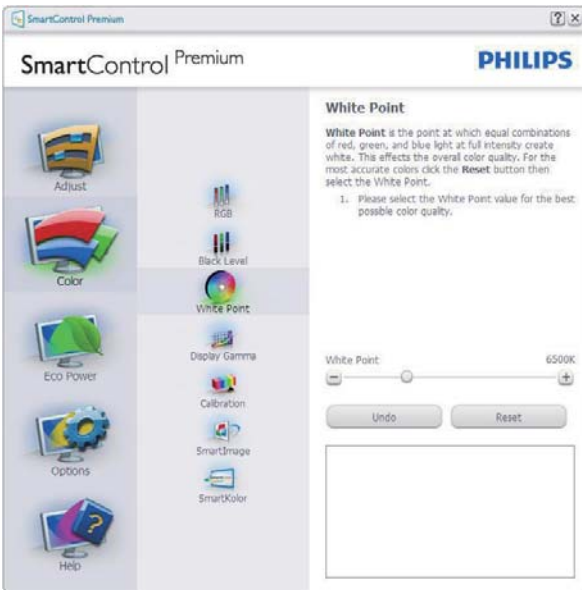 SmartControl Premium
SmartControl Premium
PHILIPS
Adjust
Color
Eco Power
Options
Help
RGB
Black Level
White Point
Display Gamma
Calibration
SmartImage
SmartKolor
White Point
White Point is the point at which equal combinations
of red, green, and blue light at full intensity create
white. This effects the overall color quality. For the
most accurate colors click the Reset button then
select the White Point.
1. Please select the White Point value for the best
possible color quality.
White Point 6500K
Undo Reset